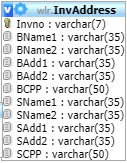 wlr.InvAddress
Invno : varchar(7)
BName1 : varchar(35)
BName2 : varchar(35)
BAdd1 : varchar(35)
BAdd2 : varchar(35)
BCPP : varchar(50)
SName1 : varchar(35)
SName2 : varchar(35)
SAdd1 : varchar(35)
SAdd2 : varchar(35)
SCPP : varchar(50)